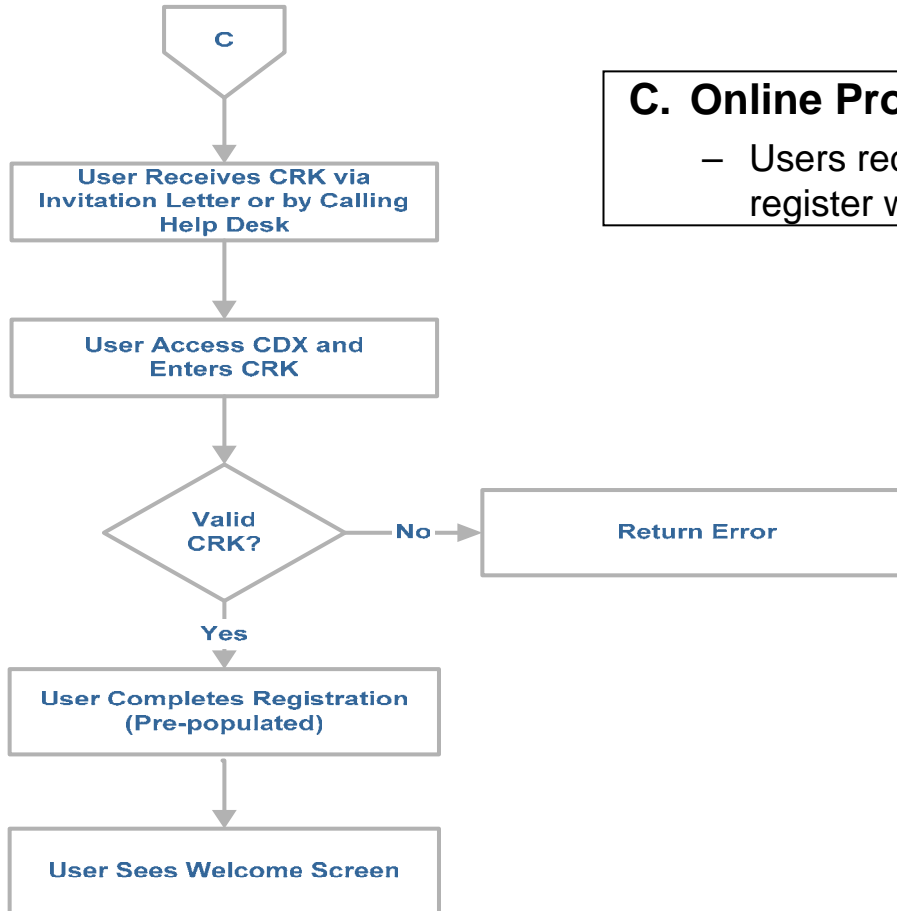 C
C. Online Pro
– Users rec
register w
User Receives CRK via
Invitation Letter or by Calling
Help Desk
User Access CDX and
Enters CRK
Valid
CRK?
No
Return Error
Yes
User Completes Registration
(Pre-populated)
User Sees Welcome Screen